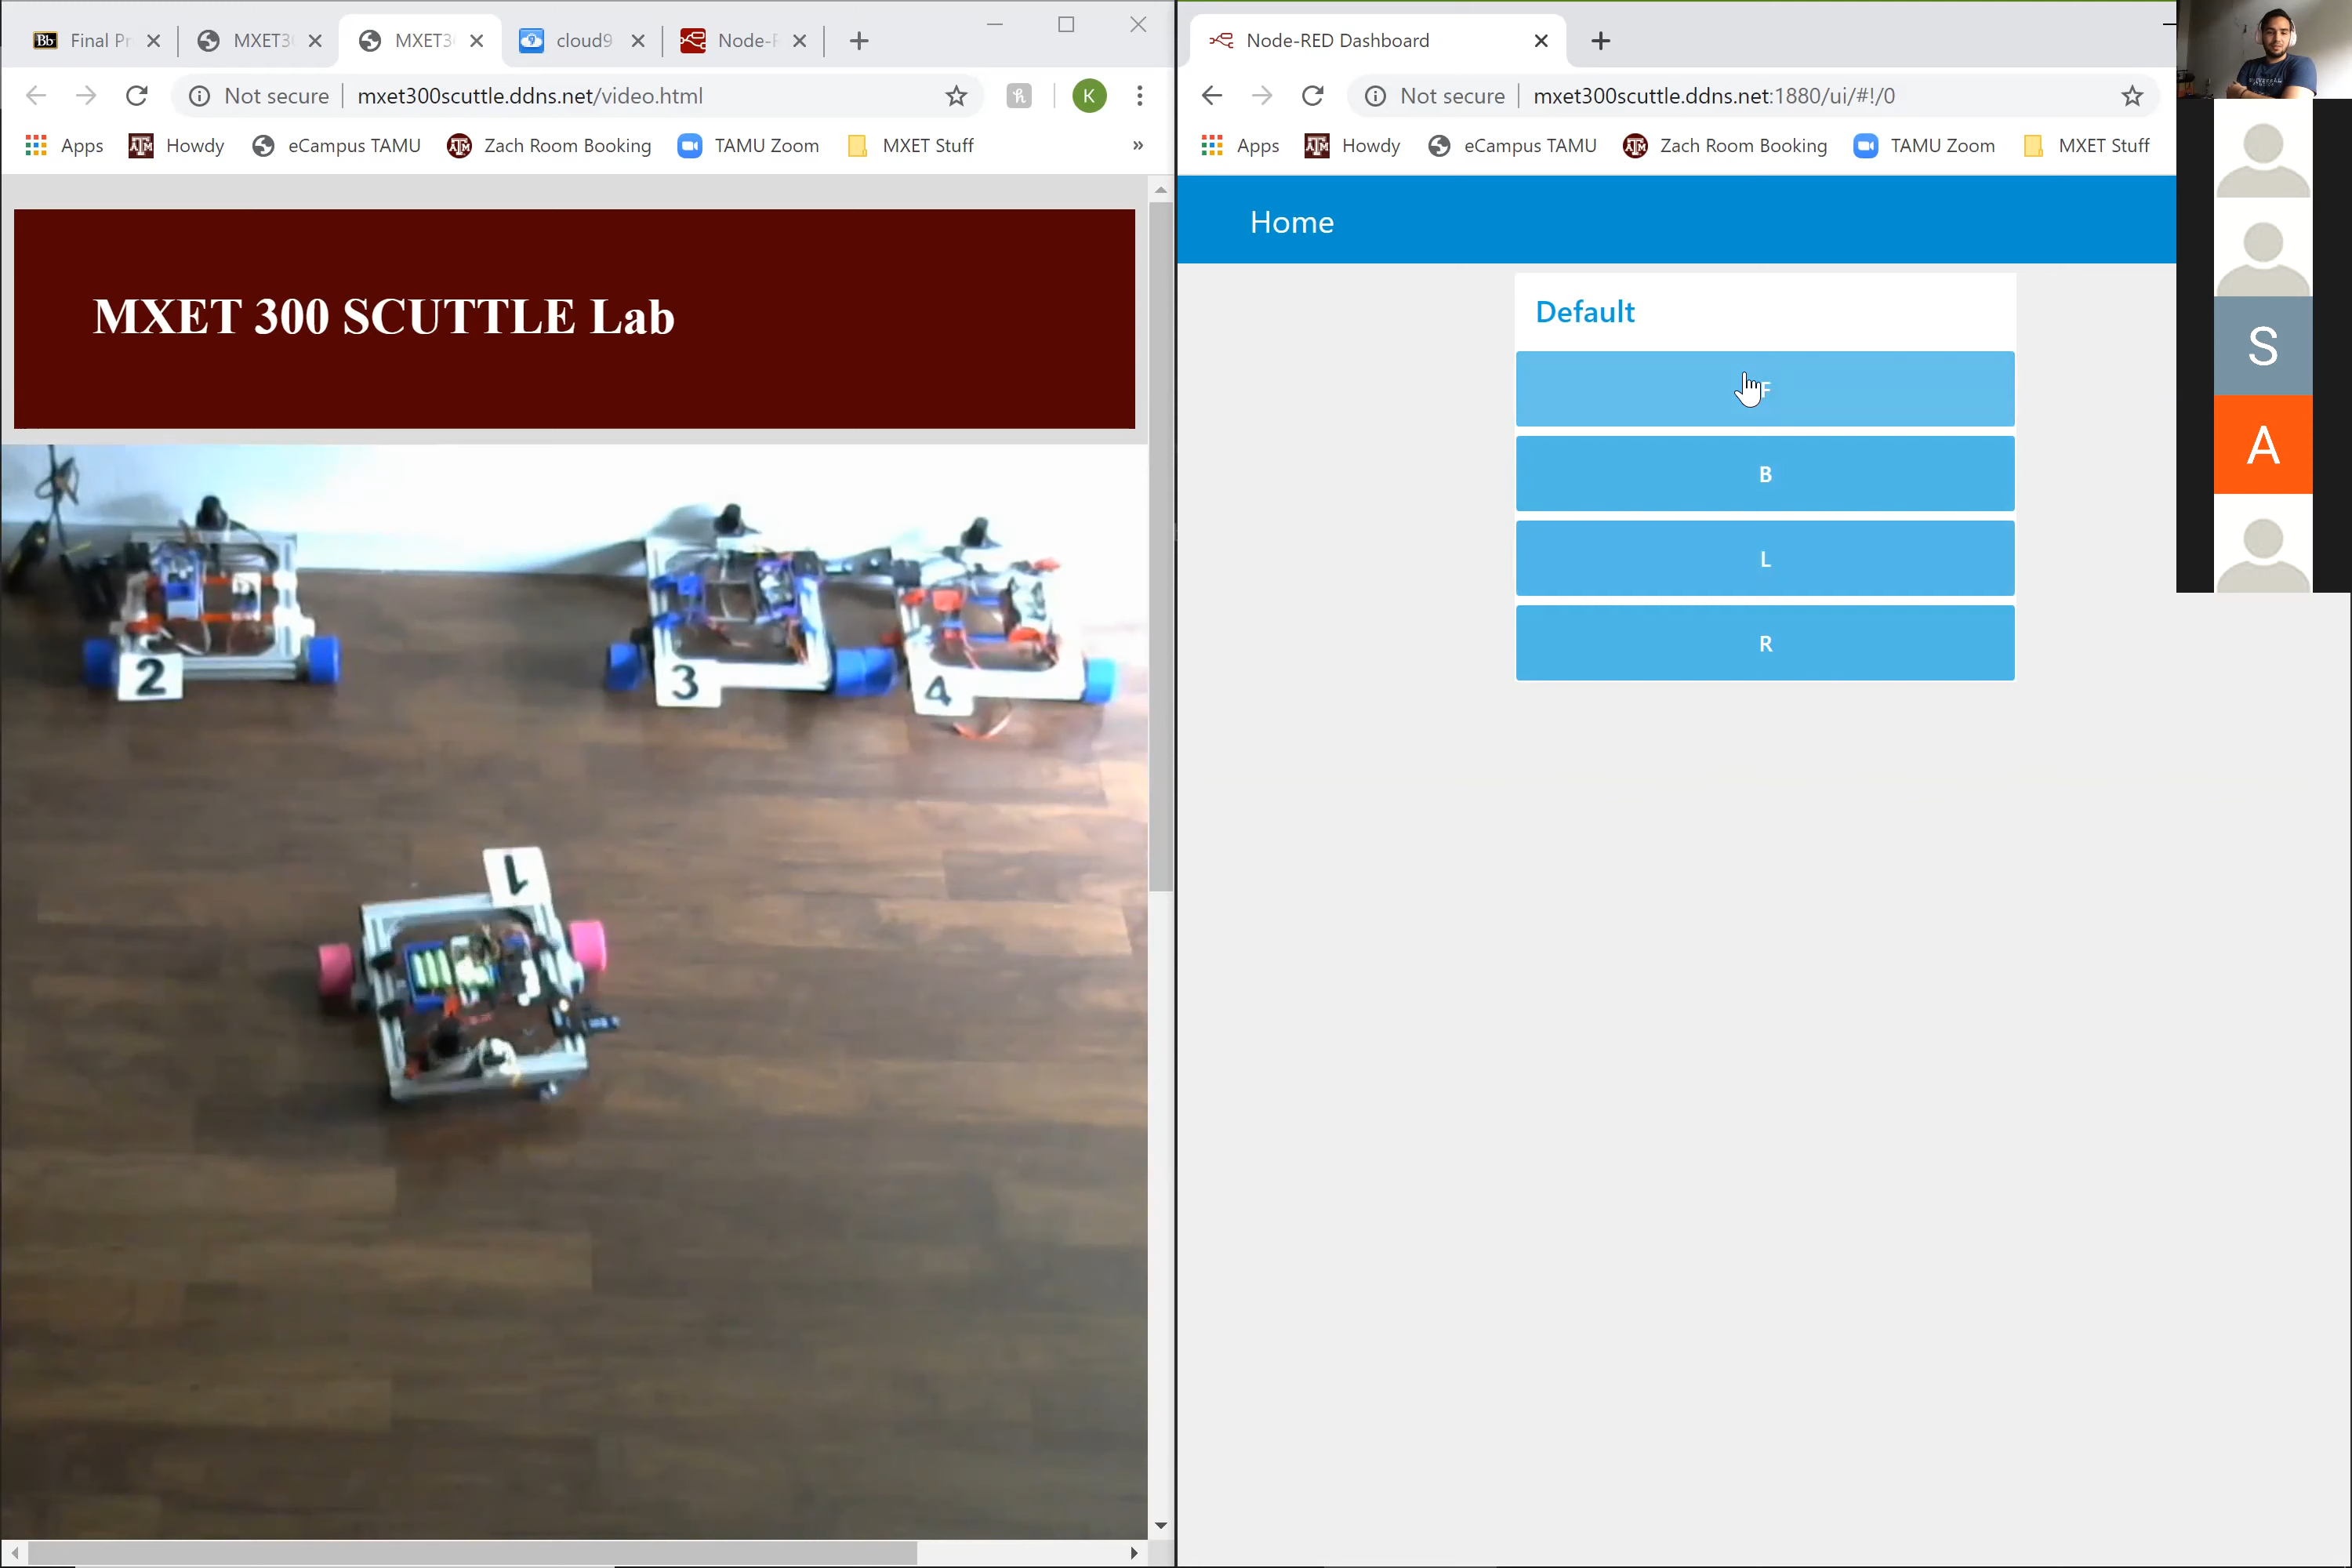 Final Pr
MXET3
MXET3
cloud9
Node-R
Not secure
mxet300scuttle.ddns.net/video.html
K
Apps
Howdy
eCampus TAMU
Zach Room Booking
TAMU Zoom
MXET Stuff
»
MXET 300 SCUTTLE Lab
2
3
4
1
Node-RED Dashboard
Not secure
mxet300scuttle.ddns.net:1880/ui/#!/0
Apps
Howdy
eCampus TAMU
Zach Room Booking
TAMU Zoom
MXET Stuff
Home
Default
F
B
L
R
S
A